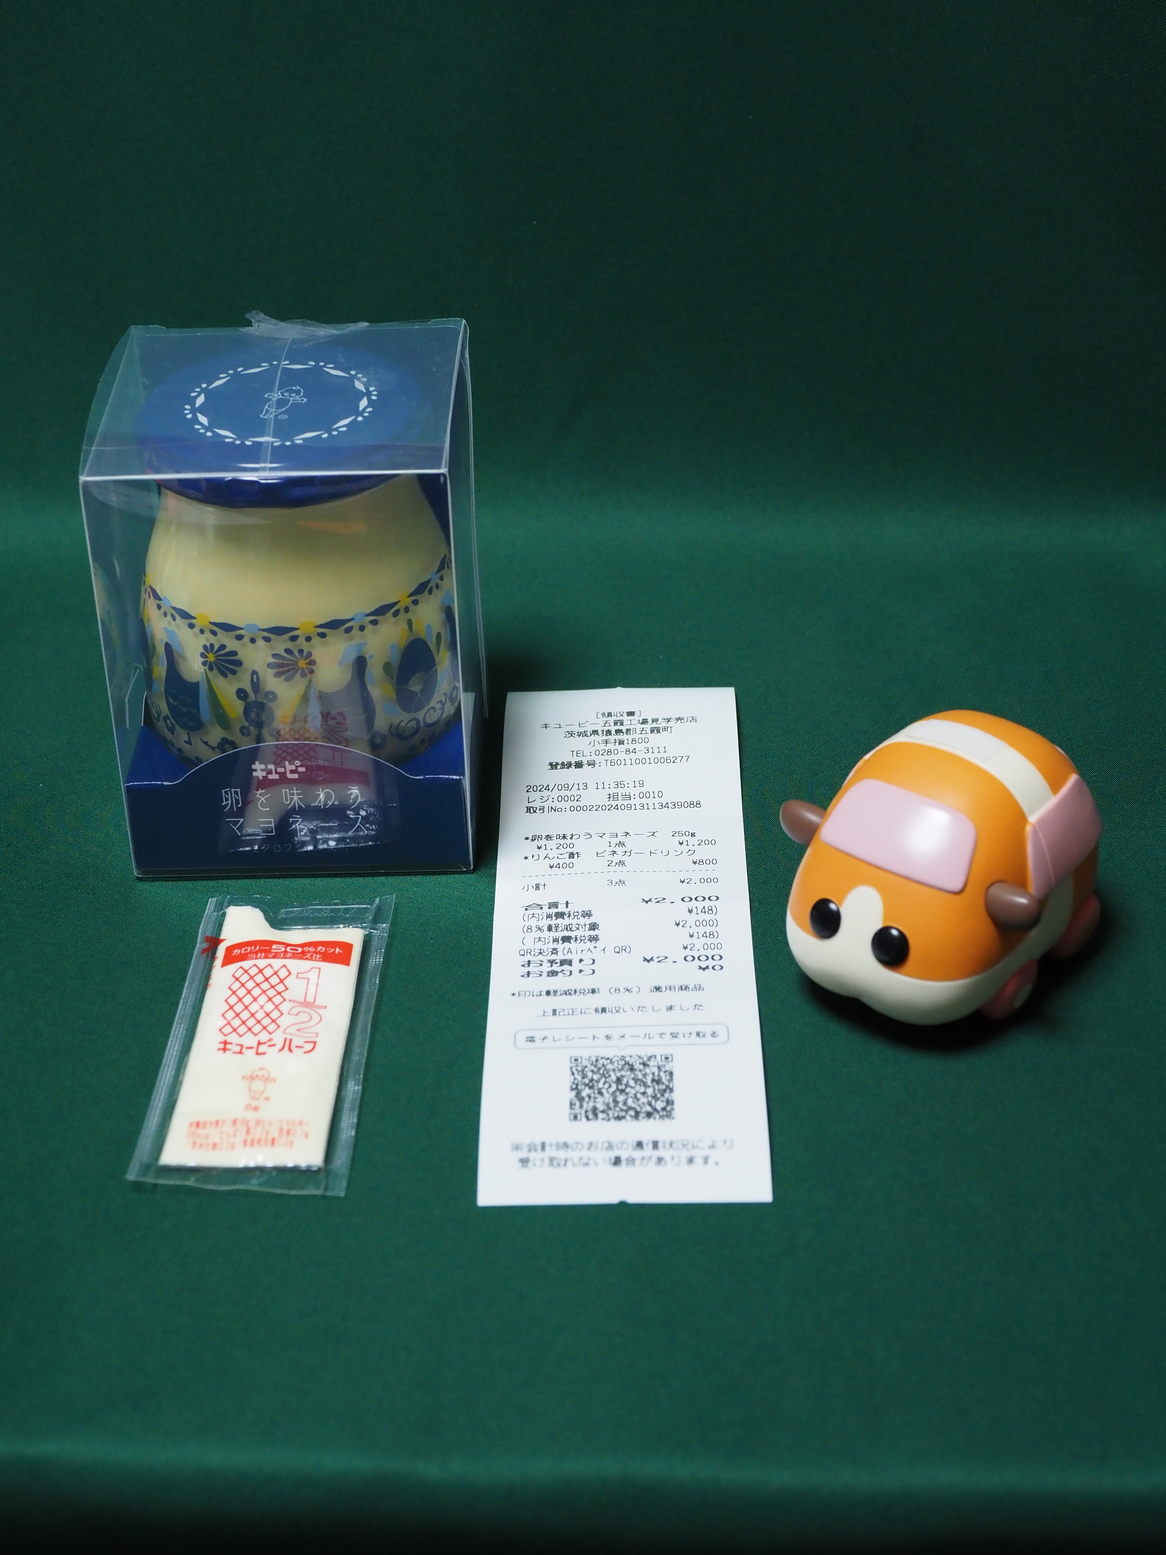 キユーピー
卵を味わう
マヨネーズ
カロリー50%カット
当社マヨネーズ比
1/2
キユーピーハーフ
[領収書]
キユーピー五霞工場見学売店
茨城県猿島郡五霞町
小手指1800
TEL:0280-84-3111
登録番号:T6011001006277
2024/09/13 11:35:19
レジ:0002 担当:0010
取引No:000220240913113439088
*卵を味わうマヨネーズ 250g
¥1,200 1点 ¥1,200
*りんご酢 ビネガードリンク
¥400 2点 ¥800
小計 3点 ¥2,000
合計 ¥2,000
(内消費税等 ¥148)
(8%軽減対象 ¥2,000)
( 内消費税等 ¥148)
QR決済(Airペイ QR) ¥2,000
お預り ¥2,000
お釣り ¥0
*印は軽減税率（8%）適用商品
上記正に領収いたしました
電子レシートをメールで受け取る
※会計時のお店の通信状況により
受け取れない場合があります。